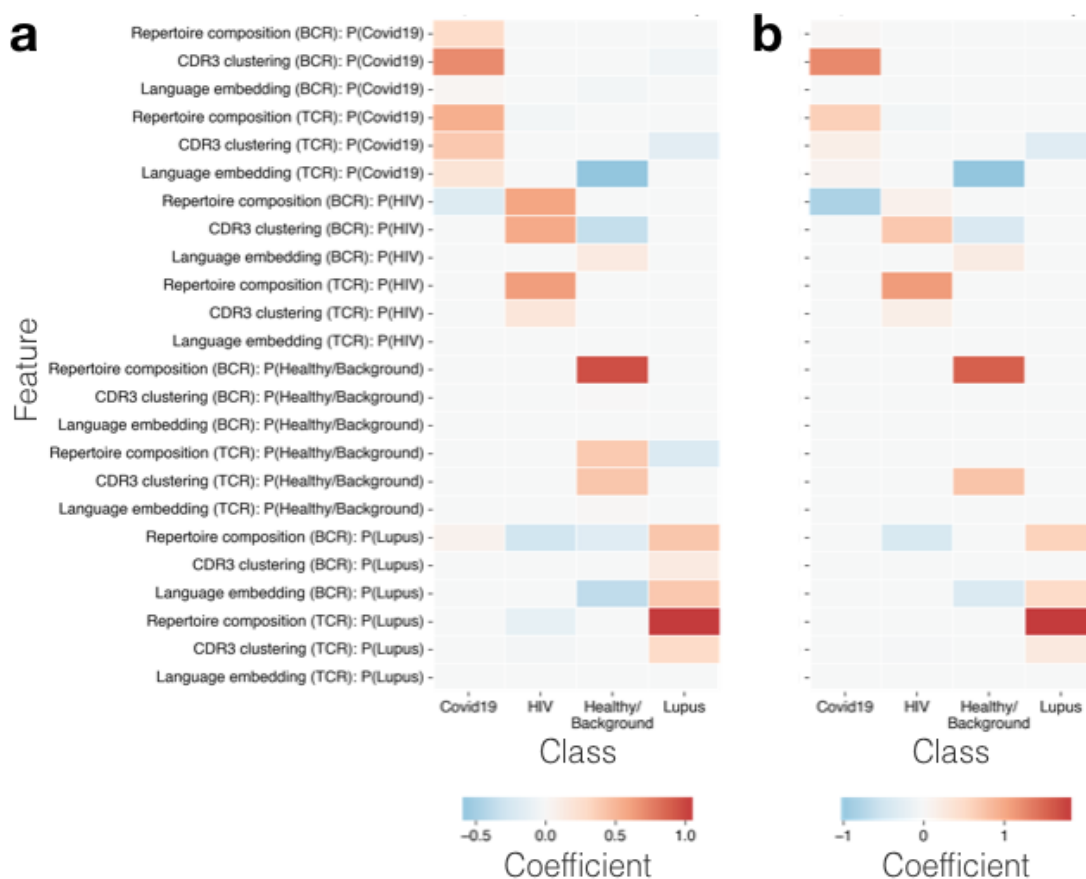 a
b
Repertoire composition (BCR): P(Covid19)
CDR3 clustering (BCR): P(Covid19)
Language embedding (BCR): P(Covid19)
Repertoire composition (TCR): P(Covid19)
CDR3 clustering (TCR): P(Covid19)
Language embedding (TCR): P(Covid19)
Repertoire composition (BCR): P(HIV)
CDR3 clustering (BCR): P(HIV)
Language embedding (BCR): P(HIV)
Repertoire composition (TCR): P(HIV)
CDR3 clustering (TCR): P(HIV)
Language embedding (TCR): P(HIV)
Repertoire composition (BCR): P(Healthy/Background)
CDR3 clustering (BCR): P(Healthy/Background)
Language embedding (BCR): P(Healthy/Background)
Repertoire composition (TCR): P(Healthy/Background)
CDR3 clustering (TCR): P(Healthy/Background)
Language embedding (TCR): P(Healthy/Background)
Repertoire composition (BCR): P(Lupus)
CDR3 clustering (BCR): P(Lupus)
Language embedding (BCR): P(Lupus)
Repertoire composition (TCR): P(Lupus)
CDR3 clustering (TCR): P(Lupus)
Language embedding (TCR): P(Lupus)
Feature
Covid19 HIV Healthy/ Lupus
Background
Class
Covid19 HIV Healthy/ Lupus
Background
Class
−0.5 0.0 0.5 1.0
Coefficient
−1 0 1
Coefficient